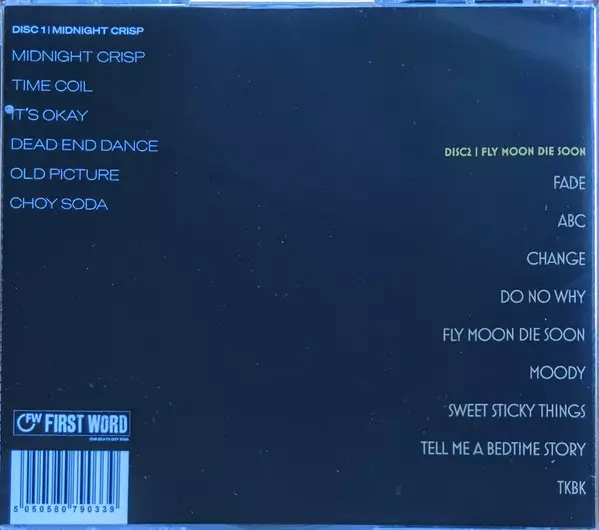 DISC 1 | MIDNIGHT CRISP
MIDNIGHT CRISP
TIME COIL
IT'S OKAY
DEAD END DANCE
OLD PICTURE
CHOY SODA
DISC2 | FLY MOON DIE SOON
FADE
ABC
CHANGE
DO NO WHY
FLY MOON DIE SOON
MOODY
SWEET STICKY THINGS
TELL ME A BEDTIME STORY
TKBK
FW FIRST WORD
5 050580 790339